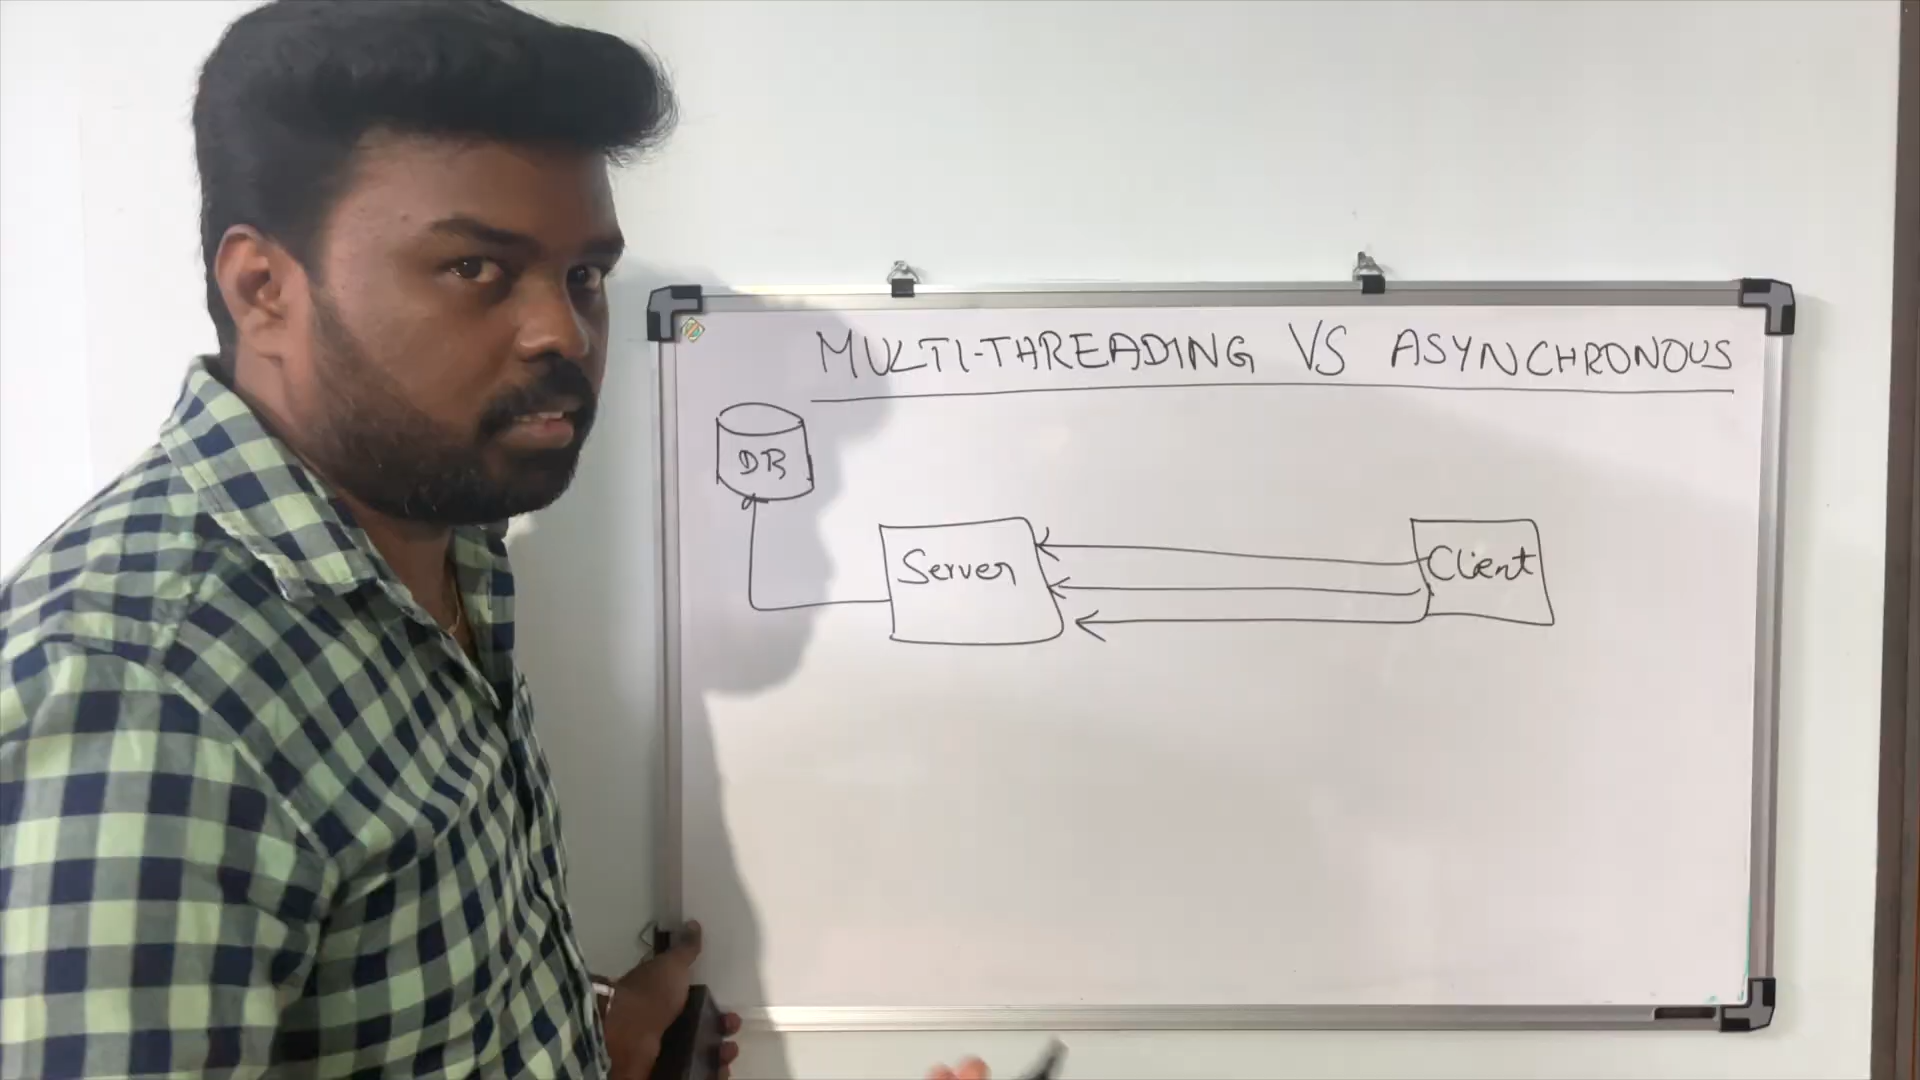 MULTI-THREADING VS ASYNCHRONOUS
DB
Server
Client